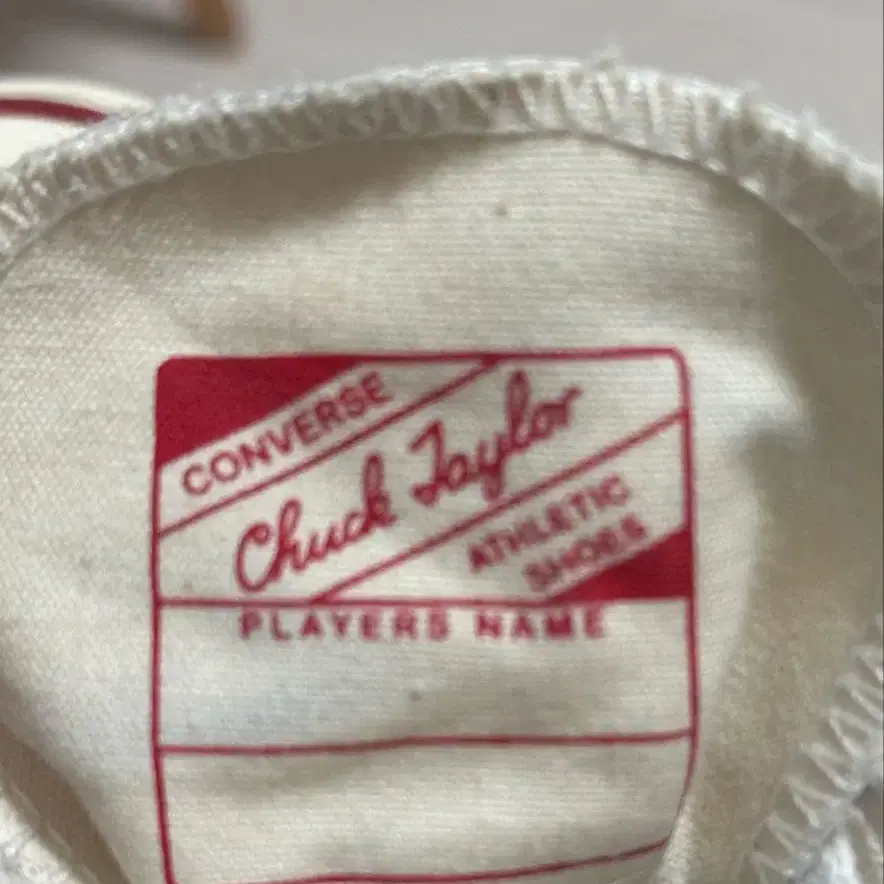 CONVERSE
Chuck Taylor
ATHLETIC
SHOES
PLAYERS NAME